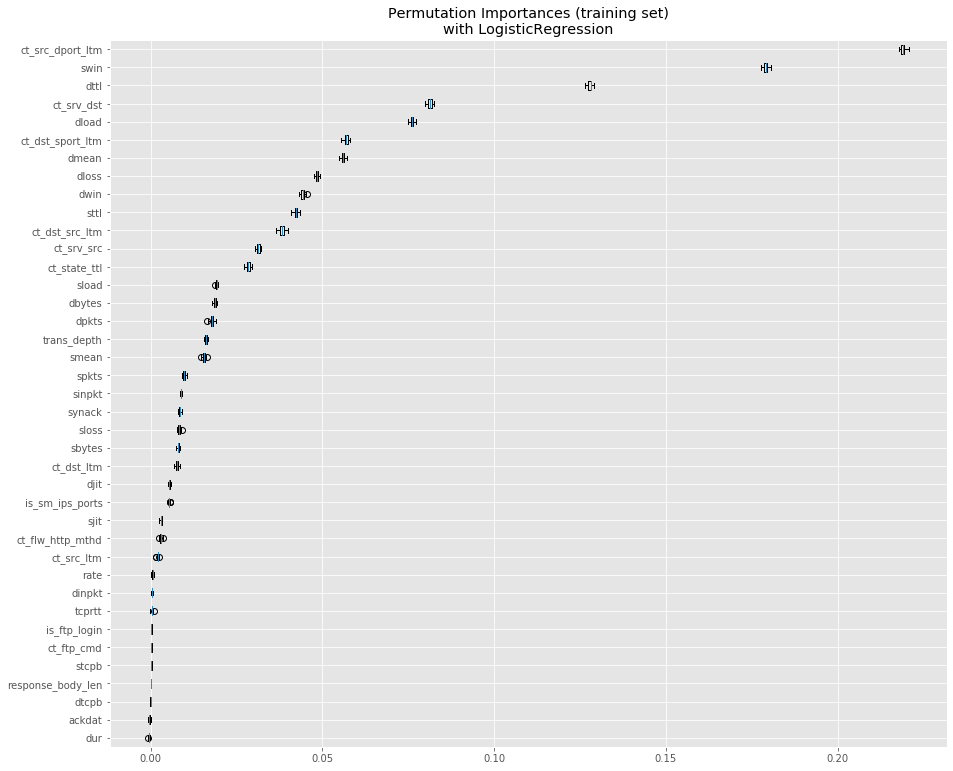 Permutation Importances (training set)
with LogisticRegression
ct_src_dport_ltm
swin
dttl
ct_srv_dst
dload
ct_dst_sport_ltm
dmean
dloss
dwin
sttl
ct_dst_src_ltm
ct_srv_src
ct_state_ttl
sload
dbytes
dpkts
trans_depth
smean
spkts
sinpkt
synack
sloss
sbytes
ct_dst_ltm
djit
is_sm_ips_ports
sjit
ct_flw_http_mthd
ct_src_ltm
rate
dinpkt
tcprtt
is_ftp_login
ct_ftp_cmd
stcpb
response_body_len
dtcpb
ackdat
dur
0.00 0.05 0.10 0.15 0.20